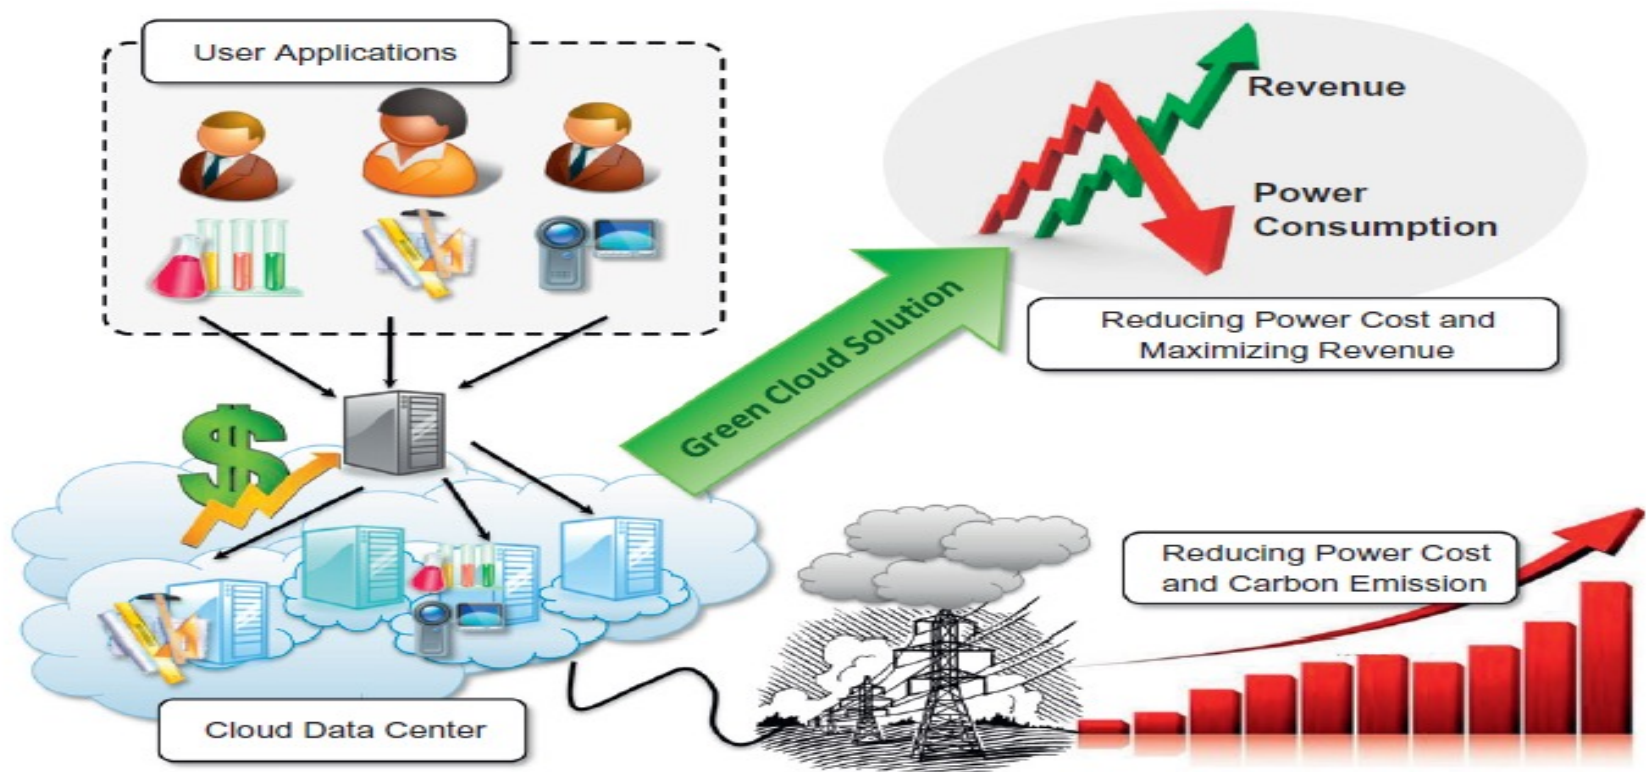 User Applications
Revenue
Power
Consumption
Reducing Power Cost and
Maximizing Revenue
Green Cloud Solution
$
Reducing Power Cost
and Carbon Emission
Cloud Data Center